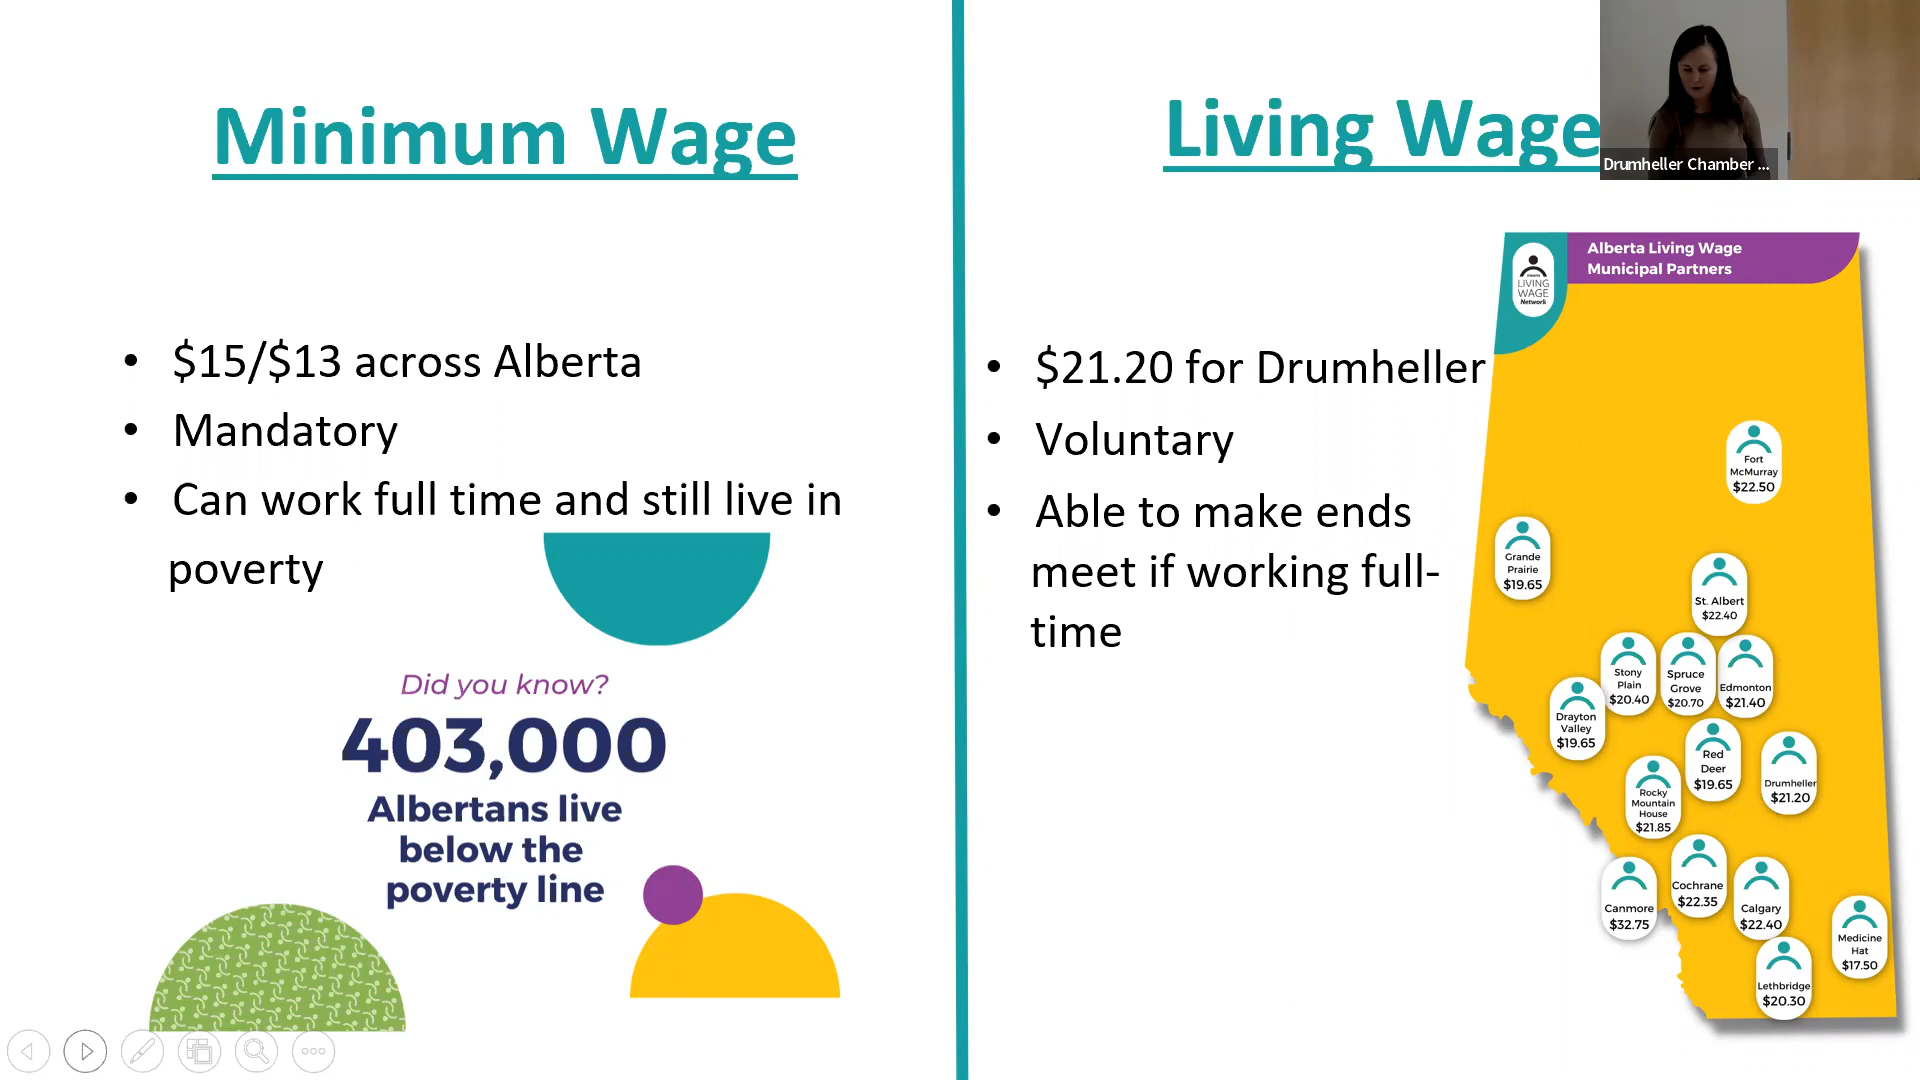 Minimum Wage
• $15/$13 across Alberta
• Mandatory
• Can work full time and still live in
poverty
Did you know?
403,000
Albertans live
below the
poverty line
Living Wage
Drumheller Chamber ...
• $21.20 for Drumheller
• Voluntary
• Able to make ends
meet if working full-
time
Alberta Living Wage
Municipal Partners
Alberta
LIVING
WAGE
Network
Fort
McMurray
$22.50
Grande
Prairie
$19.65
St. Albert
$22.40
Stony
Plain
$20.40
Spruce
Grove
$20.70
Edmonton
$21.40
Drayton
Valley
$19.65
Red
Deer
$19.65
Drumheller
$21.20
Rocky
Mountain
House
$21.85
Cochrane
$22.35
Canmore
$32.75
Calgary
$22.40
Medicine
Hat
$17.50
Lethbridge
$20.30